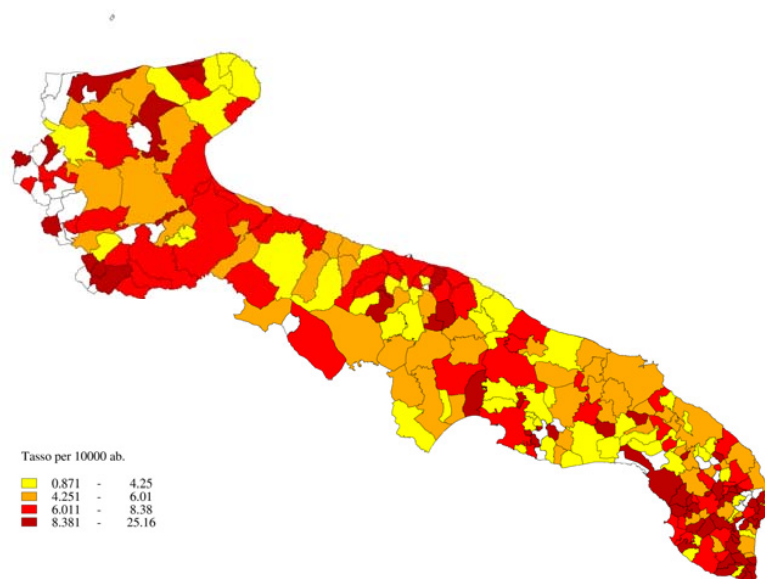 Tasso per 10000 ab.
0.871 - 4.25
4.251 - 6.01
6.011 - 8.38
8.381 - 25.16